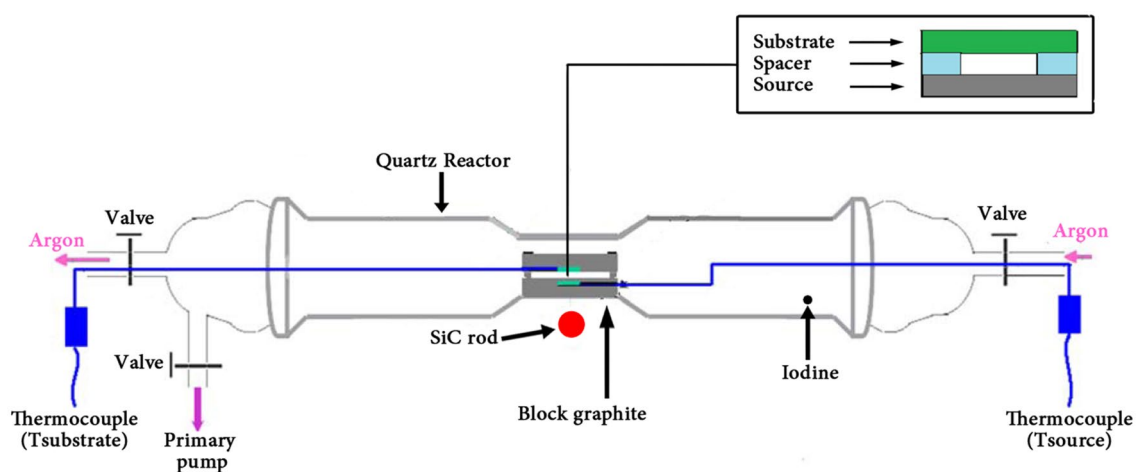 Substrate
Spacer
Source
Quartz Reactor
Valve
Valve
Argon
Argon
SiC rod
Iodine
Valve
Block graphite
Thermocouple
(Tsubstrate)
Primary
pump
Thermocouple
(Tsource)